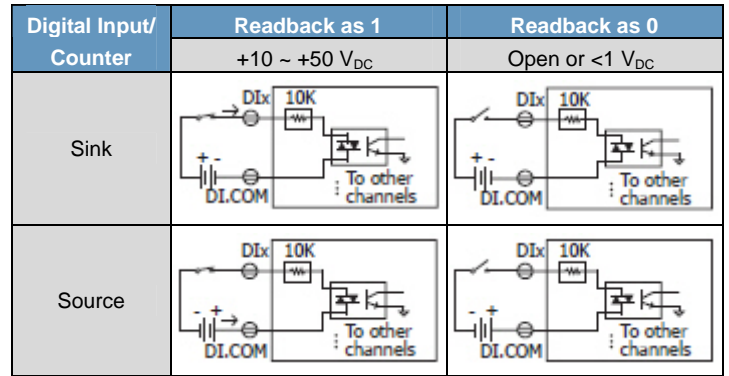 Digital Input/
Counter
Readback as 1
Readback as 0
+10 ~ +50 VDC
Open or <1 VDC
Sink
DIx 10K
+ -
DI.COM
To other
channels
DIx 10K
+ -
DI.COM
To other
channels
Source
DIx 10K
- +
DI.COM
To other
channels
DIx 10K
- +
DI.COM
To other
channels